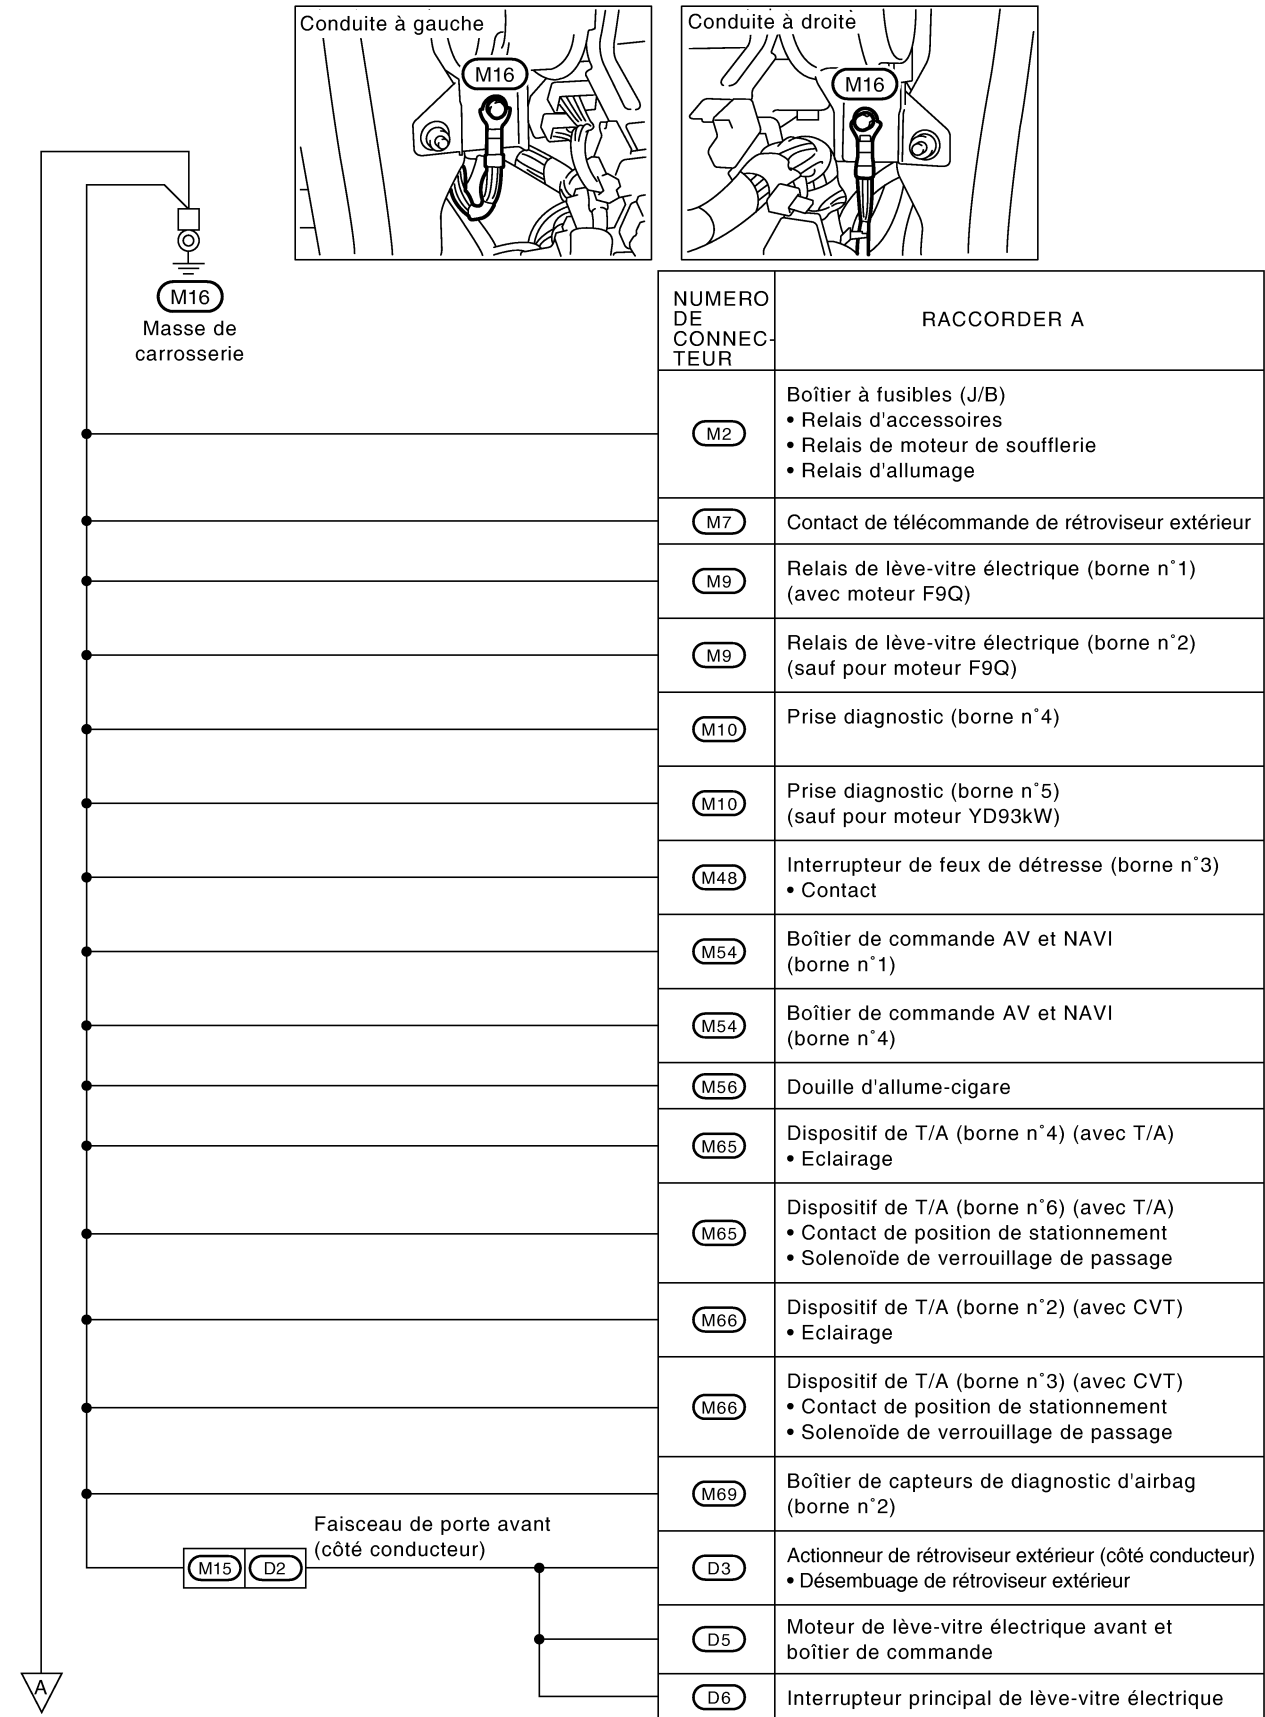 Conduite à gauche
M16
Conduite à droite
M16
M16
Masse de
carrosserie
NUMERO
DE
CONNEC-
TEUR
RACCORDER A
M2
Boîtier à fusibles (J/B)
• Relais d'accessoires
• Relais de moteur de soufflerie
• Relais d'allumage
M7
Contact de télécommande de rétroviseur extérieur
M9
Relais de lève-vitre électrique (borne n˚1)
(avec moteur F9Q)
M9
Relais de lève-vitre électrique (borne n˚2)
(sauf pour moteur F9Q)
M10
Prise diagnostic (borne n˚4)
M10
Prise diagnostic (borne n˚5)
(sauf pour moteur YD93kW)
M48
Interrupteur de feux de détresse (borne n˚3)
• Contact
M54
Boîtier de commande AV et NAVI
(borne n˚1)
M54
Boîtier de commande AV et NAVI
(borne n˚4)
M56
Douille d'allume-cigare
M65
Dispositif de T/A (borne n˚4) (avec T/A)
• Eclairage
M65
Dispositif de T/A (borne n˚6) (avec T/A)
• Contact de position de stationnement
• Solenoïde de verrouillage de passage
M66
Dispositif de T/A (borne n˚2) (avec CVT)
• Eclairage
M66
Dispositif de T/A (borne n˚3) (avec CVT)
• Contact de position de stationnement
• Solenoïde de verrouillage de passage
M69
Boîtier de capteurs de diagnostic d'airbag
(borne n˚2)
Faisceau de porte avant
(côté conducteur)
M15 D2
D3
Actionneur de rétroviseur extérieur (côté conducteur)
• Désembuage de rétroviseur extérieur
D5
Moteur de lève-vitre électrique avant et
boîtier de commande
A
D6
Interrupteur principal de lève-vitre électrique